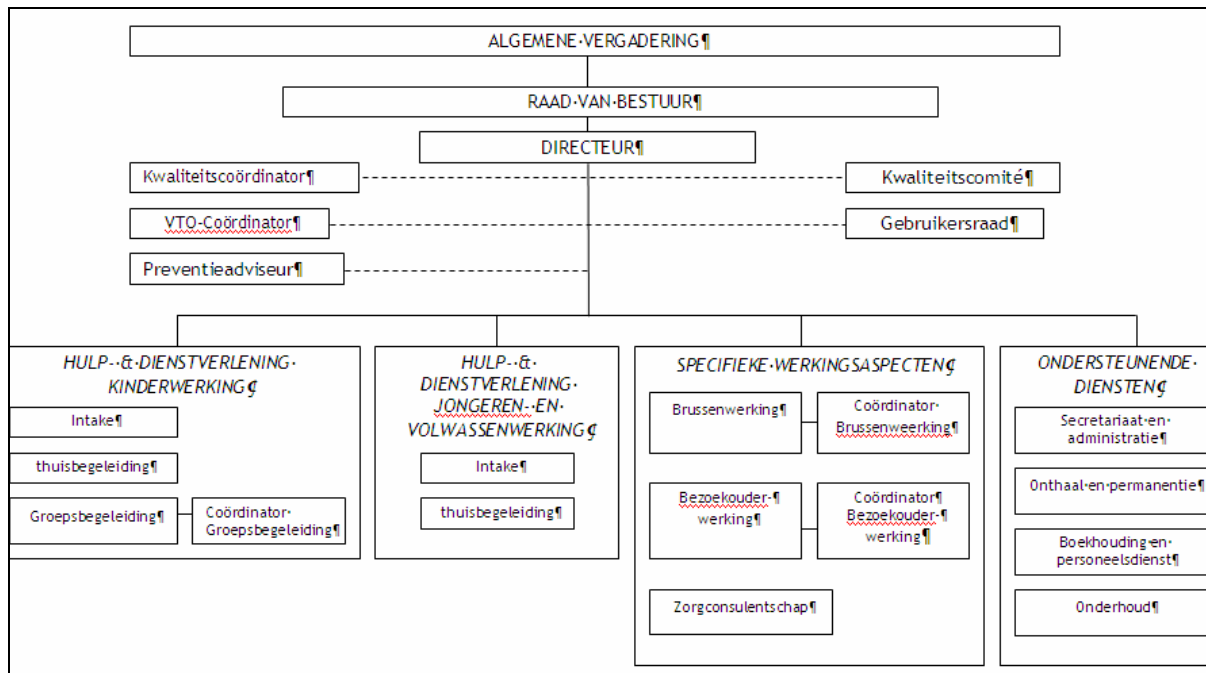 ALGEMENE·VERGADERING¶
RAAD·VAN·BESTUUR¶
DIRECTEUR¶
Kwaliteitscoördinator¶
Kwaliteitscomité¶
VTO-Coördinator¶
Gebruikersraad¶
Preventieadviseur¶
HULP-·&·DIENSTVERLENING·
KINDERWERKING¶
Intake¶
thuisbegeleiding¶
Groepsbegeleiding¶
Coördinator·
Groepsbegeleiding¶
HULP-·&·
DIENSTVERLENING·
JONGEREN-·EN·
VOLWASSENWERKING¶
Intake¶
thuisbegeleiding¶
SPECIFIEKE·WERKINGSASPECTEN¶
Brussenwerking¶
Coördinator·
Brussenweerking¶
Bezoekouder-¶
werking¶
Coördinator¶
Bezoekouder-¶
werking¶
Zorgconsulentschap¶
ONDERSTEUNENDE·
DIENSTEN¶
Secretariaat·en·
administratie¶
Onthaal·en·permanentie¶
Boekhouding·en·
personeelsdienst¶
Onderhoud¶